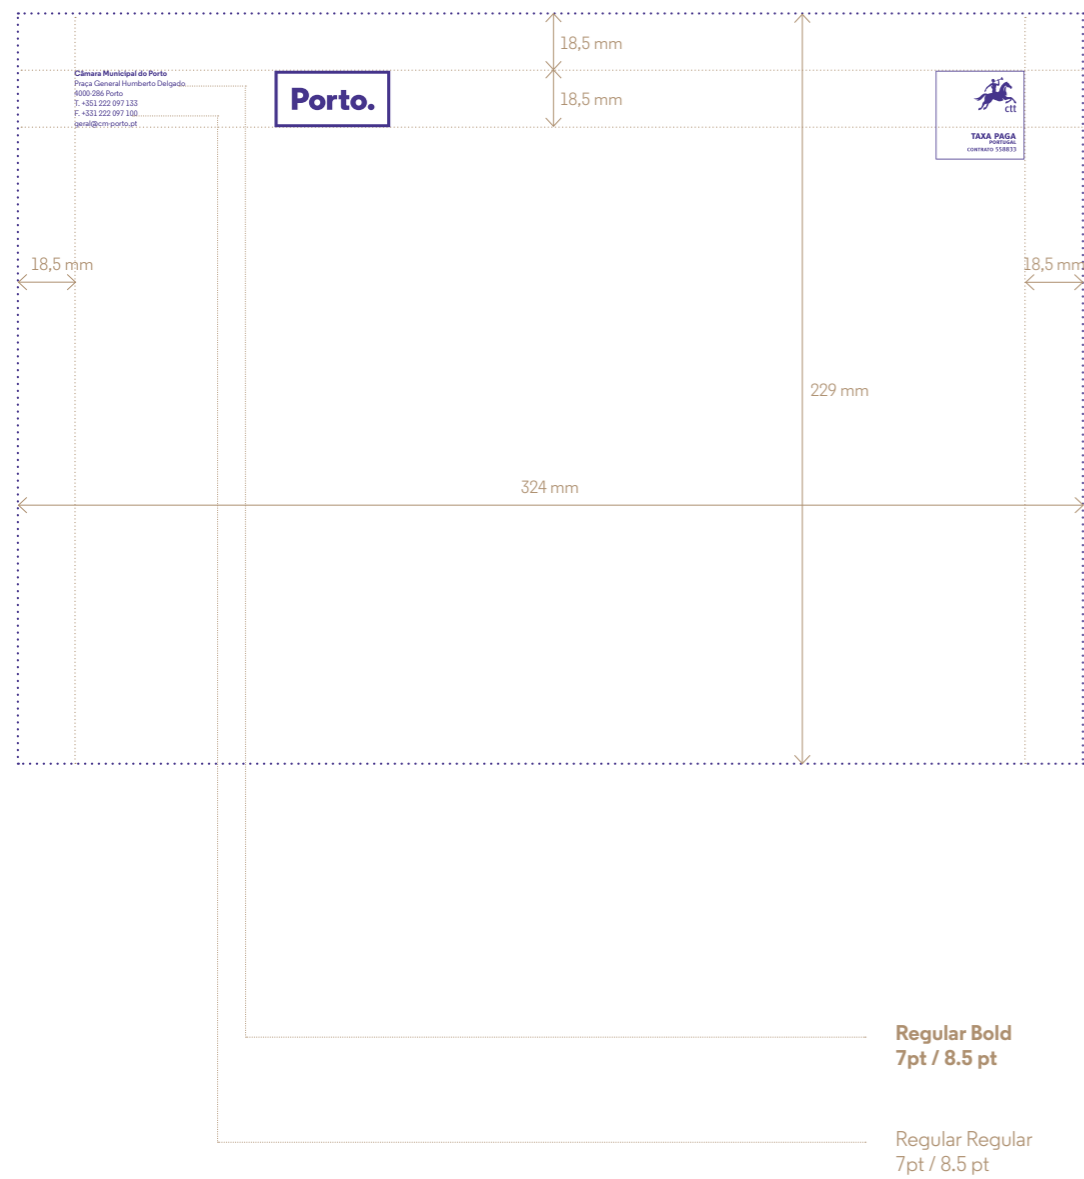 18,5 mm
Câmara Municipal do Porto
Praça General Humberto Delgado
4000-286 Porto
T. +351 222 097 133
F. +331 222 097 100
geral@cm-porto.pt
Porto.
18,5 mm
ctt
TAXA PAGA
PORTUGAL
CONTRATO 558833
18,5 mm
18,5 mm
229 mm
324 mm
Regular Bold
7pt / 8.5 pt
Regular Regular
7pt / 8.5 pt